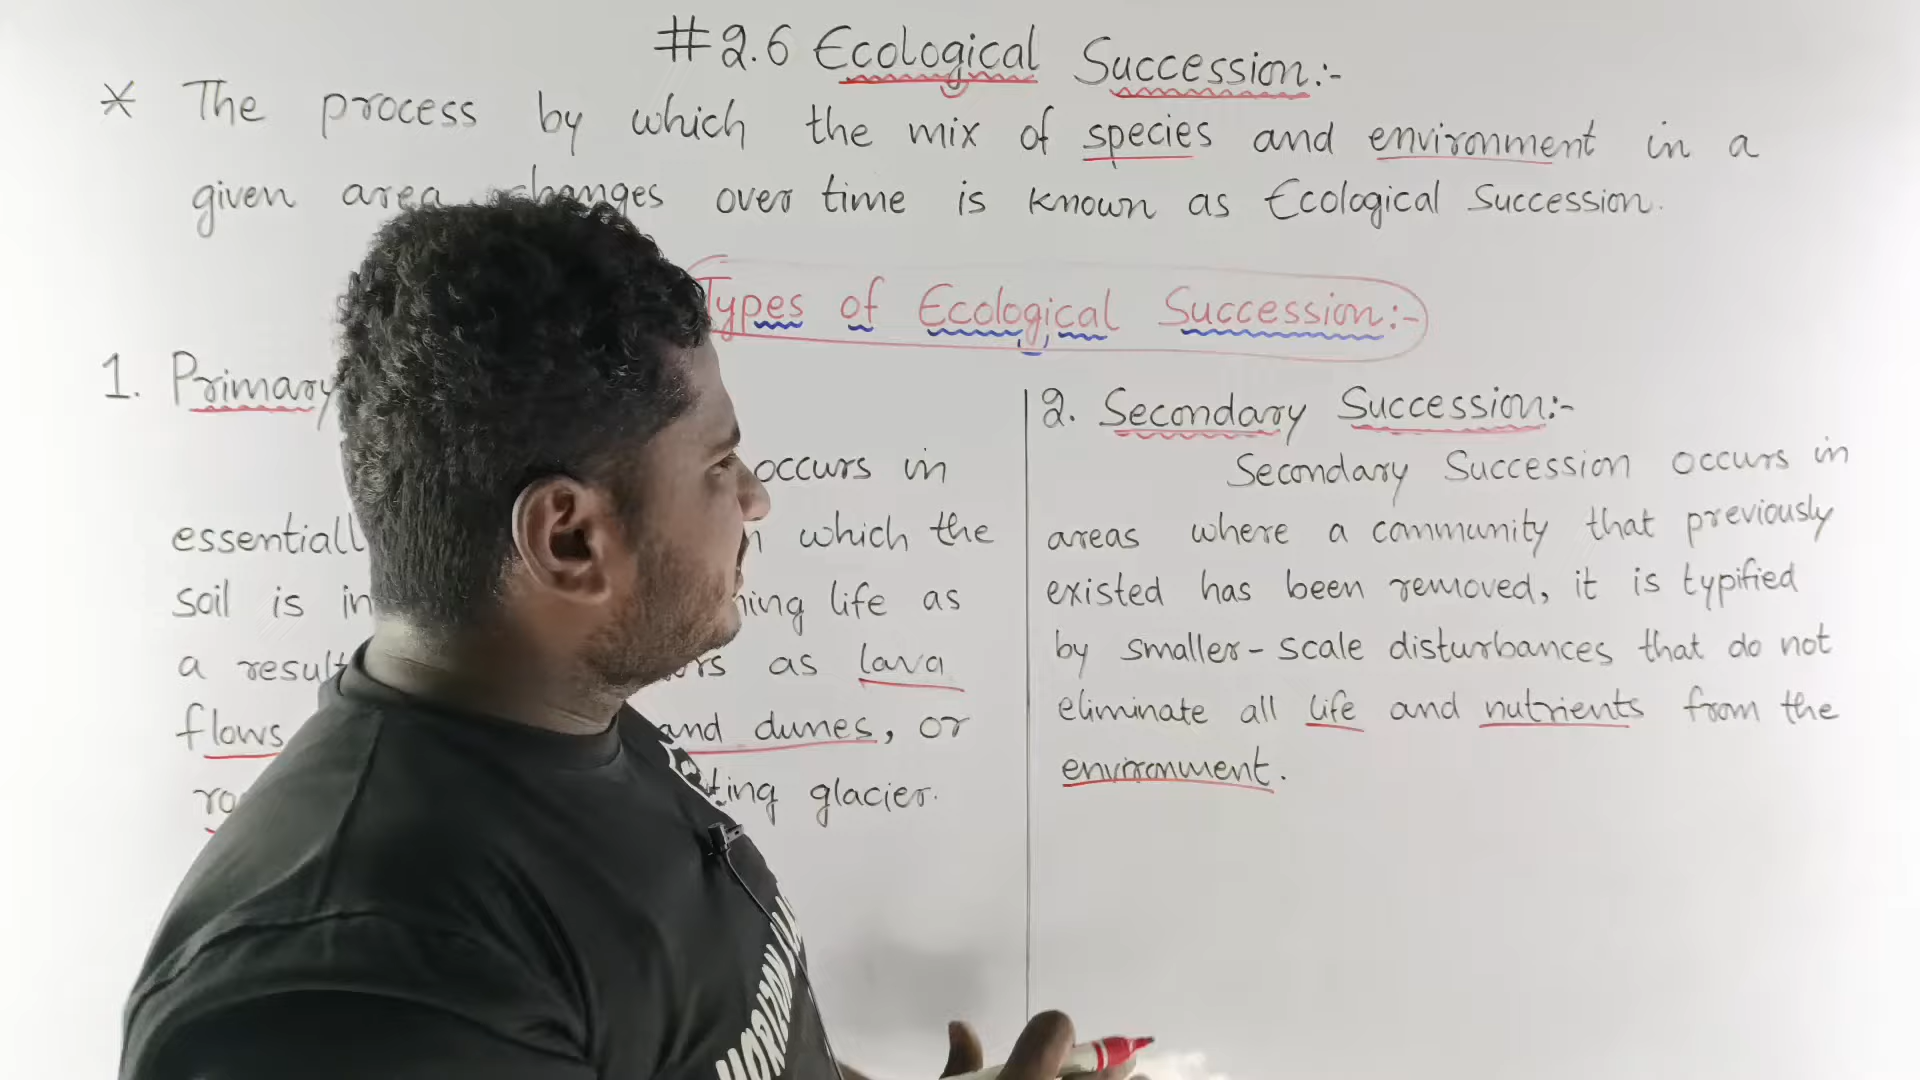 #2.6 Ecological Succession:-
* The process by which the mix of species and environment in a
given area changes over time is known as Ecological Succession.
Types of Ecological Succession:-
1. Primary
occurs in
which the
soil is
life as
a as lava
flows dunes, or
glacier.
2. Secondary Succession:-
Secondary Succession occurs in
areas where a community that previously
existed has been removed, it is typified
by smaller-scale disturbances that do not
eliminate all life and nutrients from the
environment.